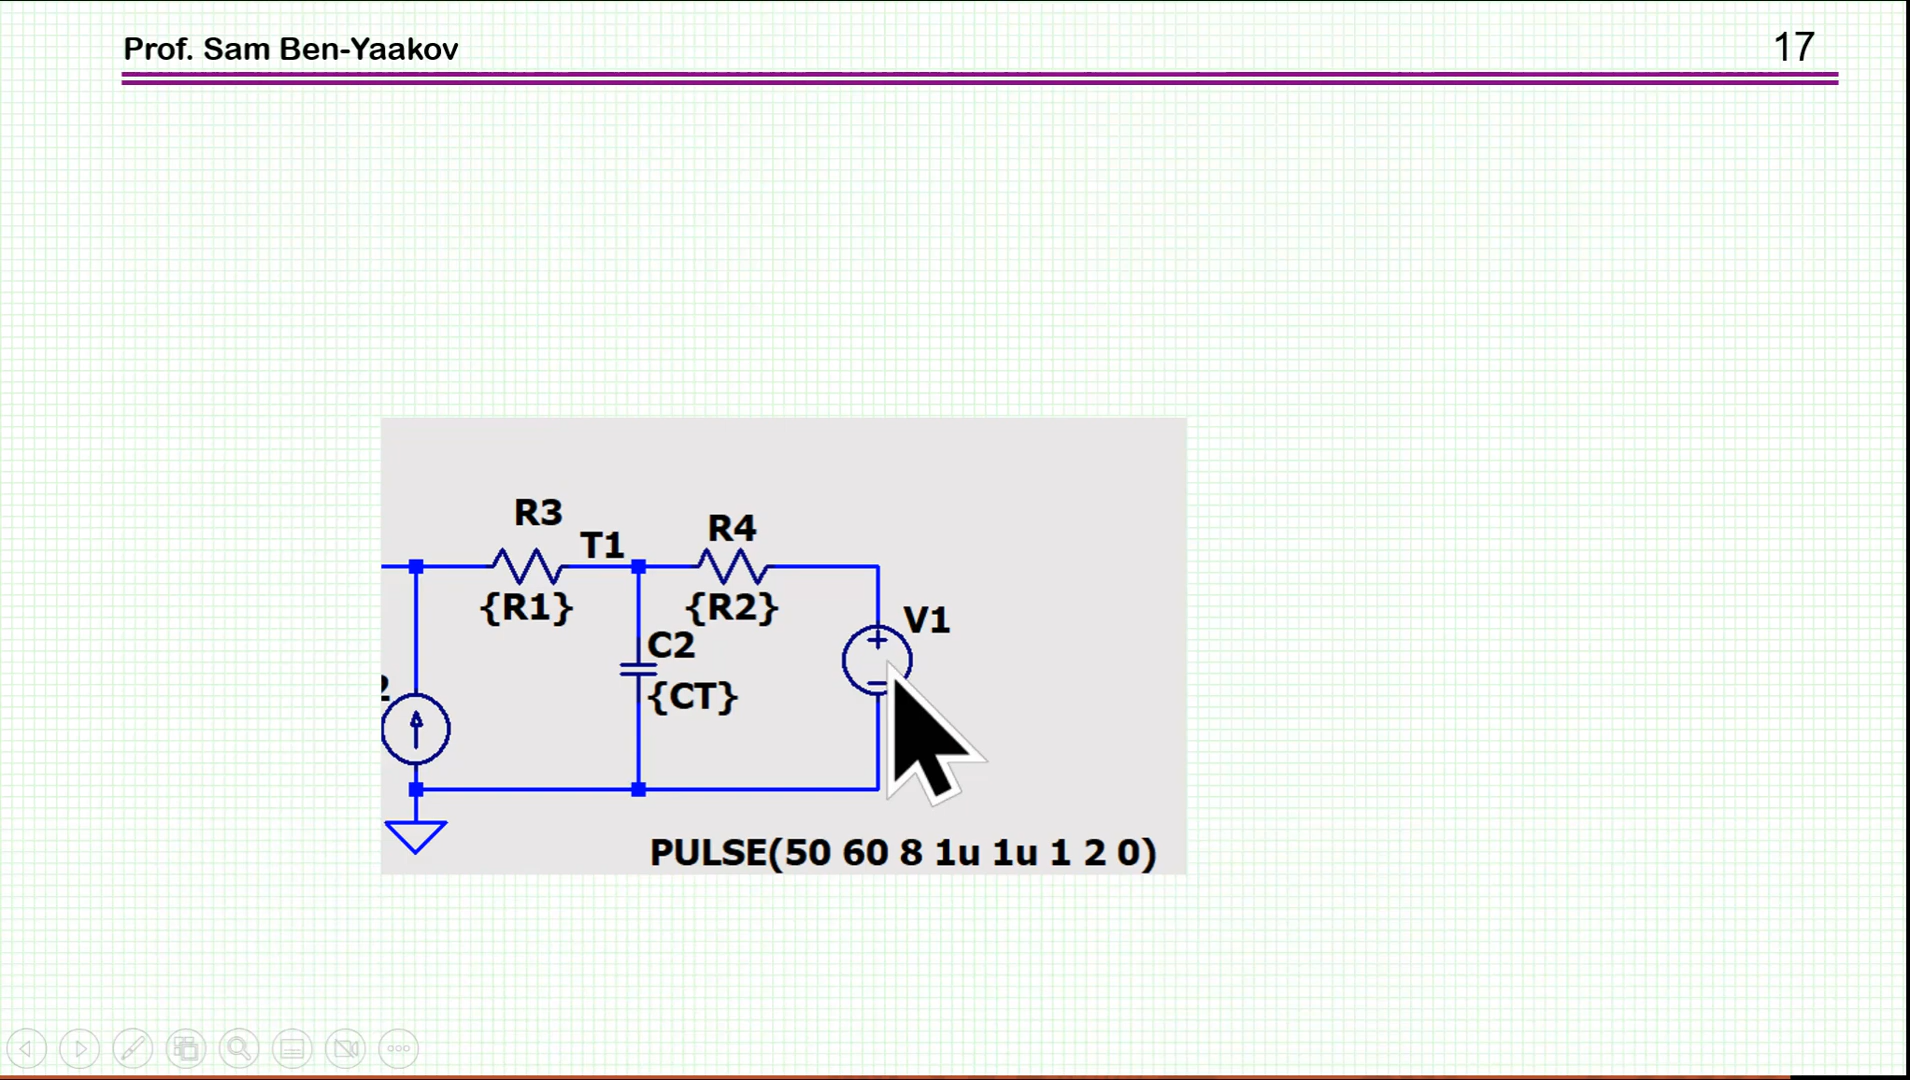 Prof. Sam Ben-Yaakov
17
R3
R4
T1
{R1}
{R2}
V1
C2
2
{CT}
PULSE(50 60 8 1u 1u 1 2 0)